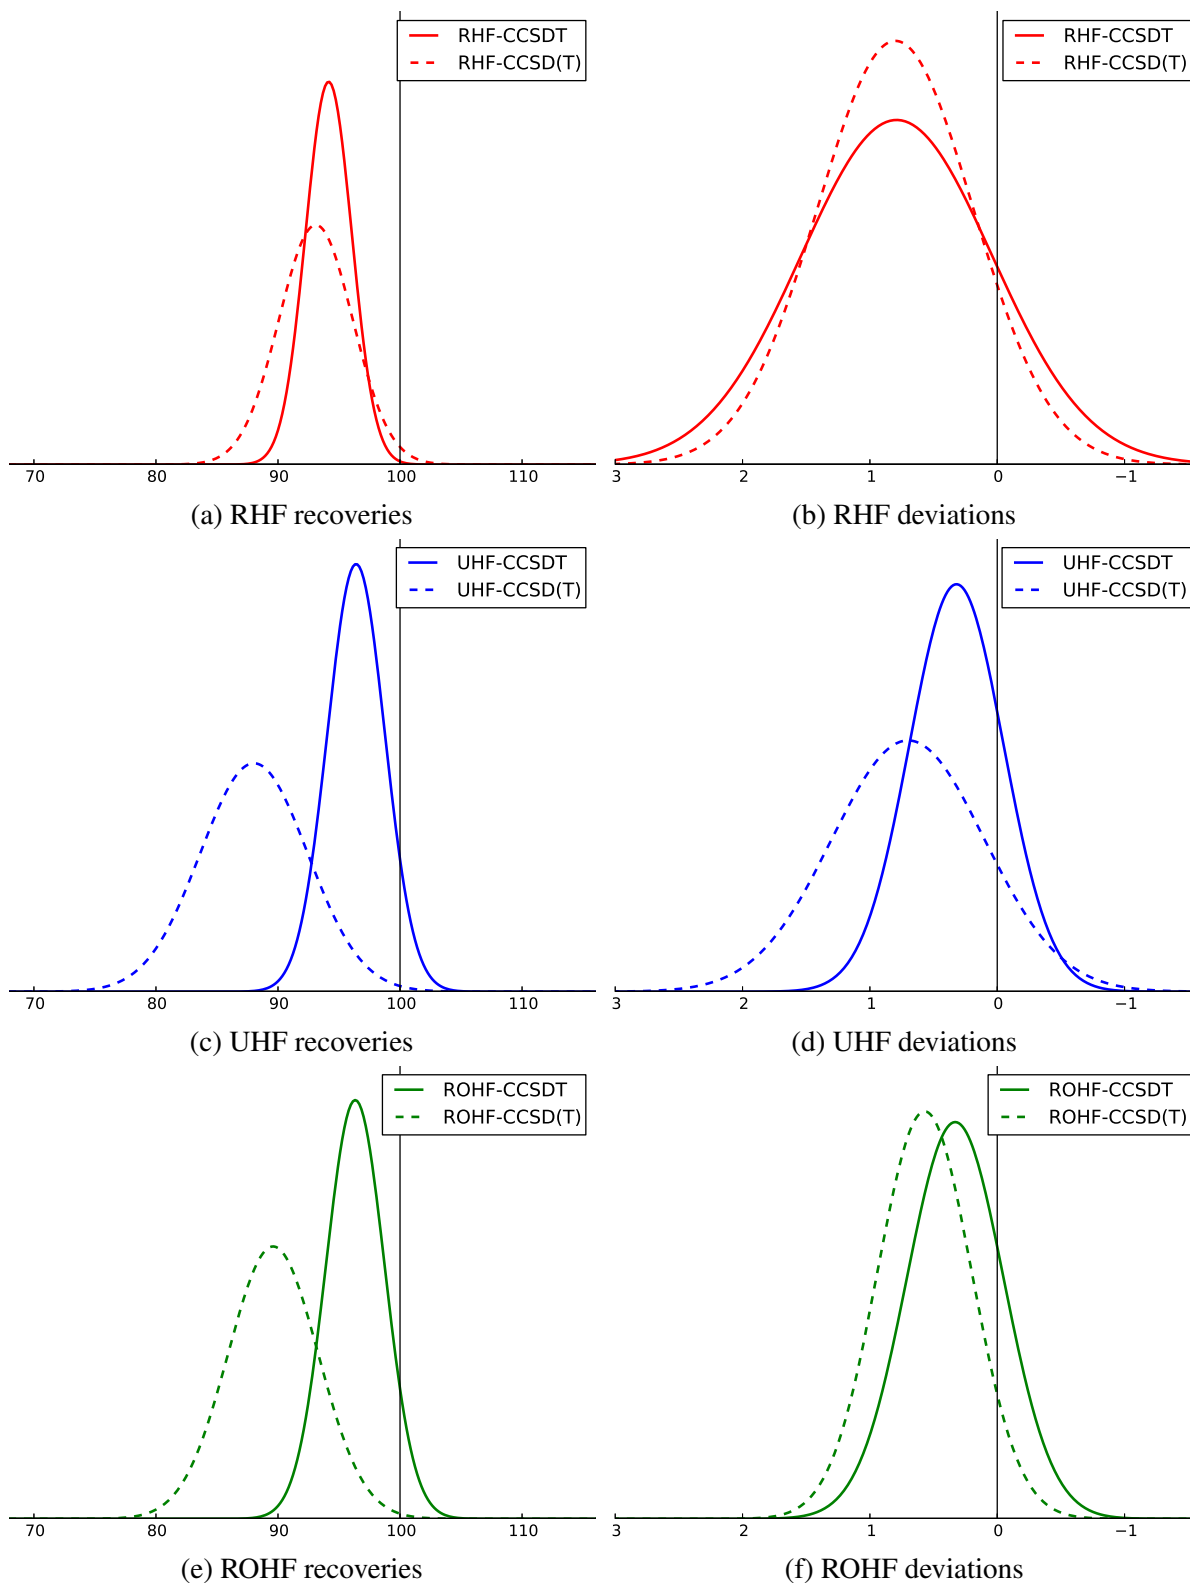 RHF-CCSDT
RHF-CCSD(T)
70 80 90 100 110
(a) RHF recoveries
RHF-CCSDT
RHF-CCSD(T)
3 2 1 0 −1
(b) RHF deviations
UHF-CCSDT
UHF-CCSD(T)
70 80 90 100 110
(c) UHF recoveries
UHF-CCSDT
UHF-CCSD(T)
3 2 1 0 −1
(d) UHF deviations
ROHF-CCSDT
ROHF-CCSD(T)
70 80 90 100 110
(e) ROHF recoveries
ROHF-CCSDT
ROHF-CCSD(T)
3 2 1 0 −1
(f) ROHF deviations